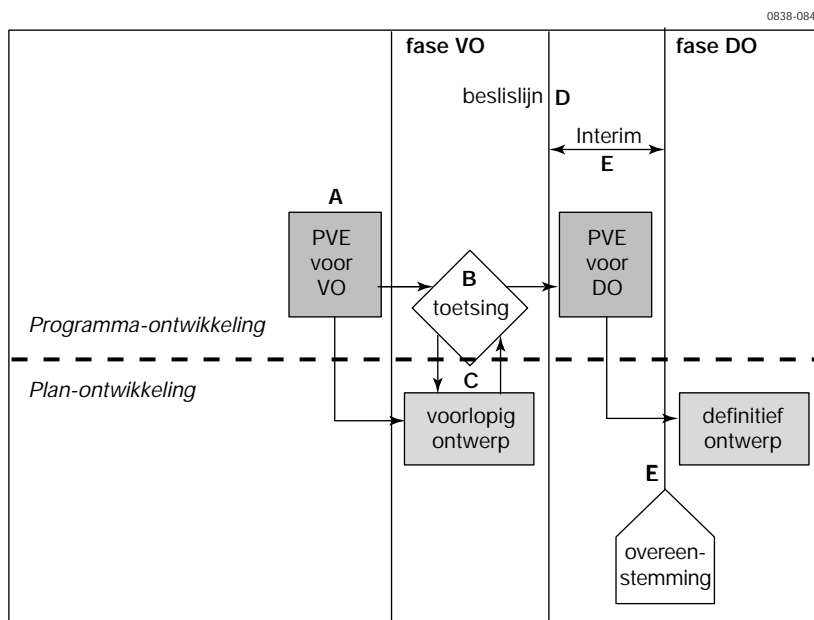 0838-084
fase VO
fase DO
beslislijn D
Interim
E
A
PVE
voor
VO
B
toetsing
PVE
voor
DO
Programma-ontwikkeling
Plan-ontwikkeling
C
voorlopig
ontwerp
definitief
ontwerp
E
overeen-
stemming